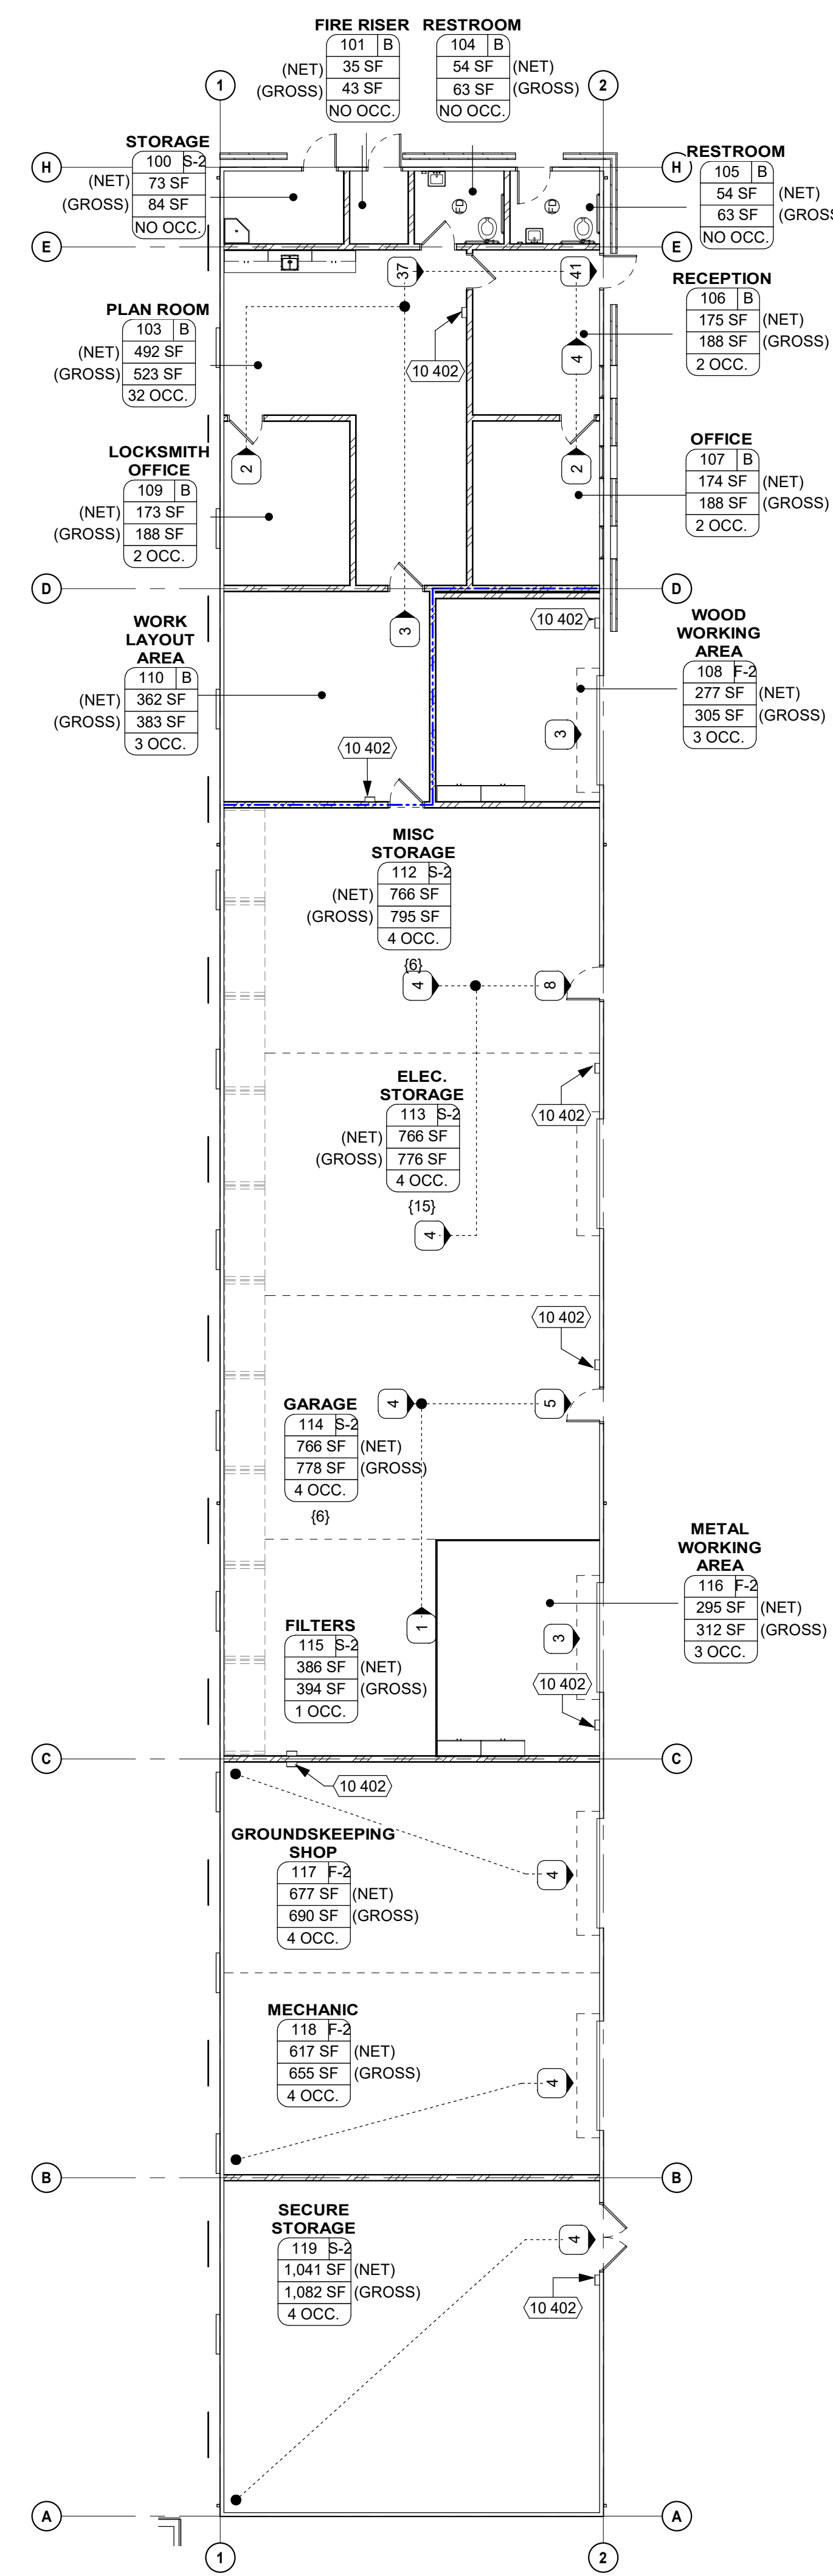 FIRE RISER
101 B
(NET) 35 SF
(GROSS) 43 SF
NO OCC.
RESTROOM
104 B
54 SF (NET)
63 SF (GROSS)
NO OCC.
1
2
STORAGE
100 S-2
(NET) 73 SF
(GROSS) 84 SF
NO OCC.
H
H
RESTROOM
105 B
54 SF (NET)
63 SF (GROSS
NO OCC.
E
E
37
41
PLAN ROOM
103 B
(NET) 492 SF
(GROSS) 523 SF
32 OCC.
RECEPTION
106 B
175 SF (NET)
188 SF (GROSS)
2 OCC.
10 402
4
2
2
LOCKSMITH
OFFICE
109 B
(NET) 173 SF
(GROSS) 188 SF
2 OCC.
OFFICE
107 B
174 SF (NET)
188 SF (GROSS)
2 OCC.
D
D
3
10 402
WORK
LAYOUT
AREA
110 B
(NET) 362 SF
(GROSS) 383 SF
3 OCC.
WOOD
WORKING
AREA
108 F-2
277 SF (NET)
305 SF (GROSS)
3 OCC.
3
10 402
MISC
STORAGE
112 S-2
(NET) 766 SF
(GROSS) 795 SF
4 OCC.
{6}
4
8
ELEC.
STORAGE
113 S-2
(NET) 766 SF
(GROSS) 776 SF
4 OCC.
{15}
4
10 402
10 402
4
5
GARAGE
114 S-2
766 SF (NET)
778 SF (GROSS)
4 OCC.
{6}
METAL
WORKING
AREA
116 F-2
295 SF (NET)
312 SF (GROSS)
3 OCC.
FILTERS
115 S-2
386 SF (NET)
394 SF (GROSS)
1 OCC.
1
3
10 402
C
C
10 402
GROUNDSKEEPING
SHOP
117 F-2
677 SF (NET)
690 SF (GROSS)
4 OCC.
4
MECHANIC
118 F-2
617 SF (NET)
655 SF (GROSS)
4 OCC.
4
B
B
SECURE
STORAGE
119 S-2
1,041 SF (NET)
1,082 SF (GROSS)
4 OCC.
4
10 402
A
A
1
2